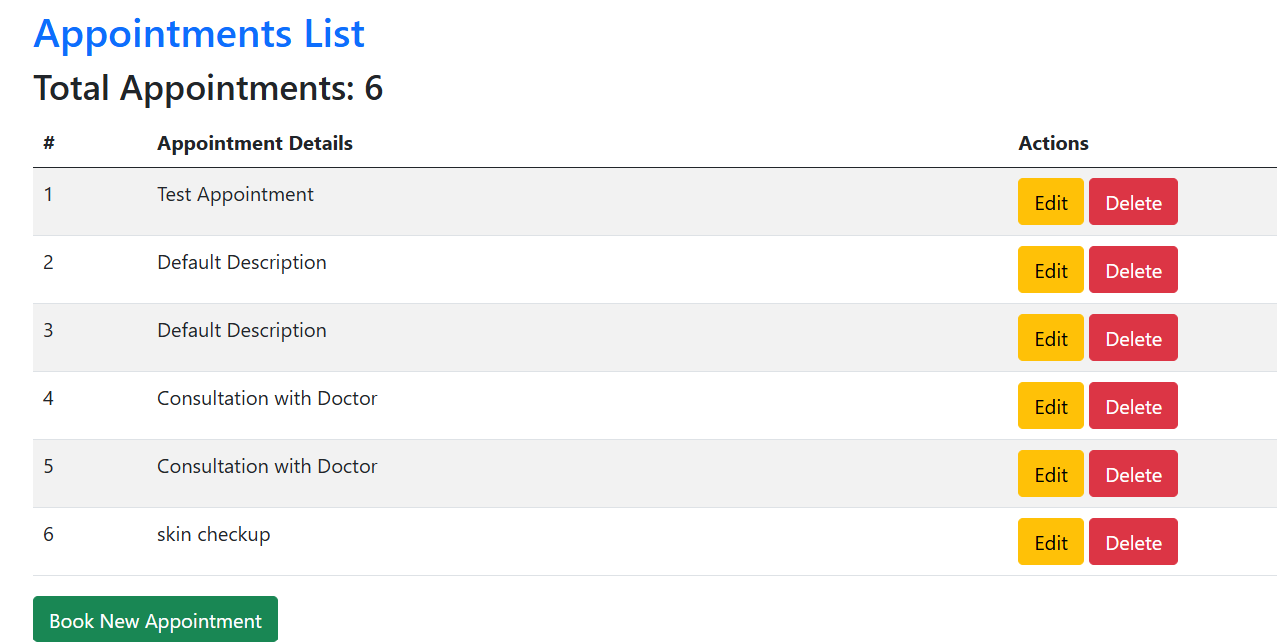 Appointments List
Total Appointments: 6
# Appointment Details Actions
1 Test Appointment Edit Delete
2 Default Description Edit Delete
3 Default Description Edit Delete
4 Consultation with Doctor Edit Delete
5 Consultation with Doctor Edit Delete
6 skin checkup Edit Delete
Book New Appointment